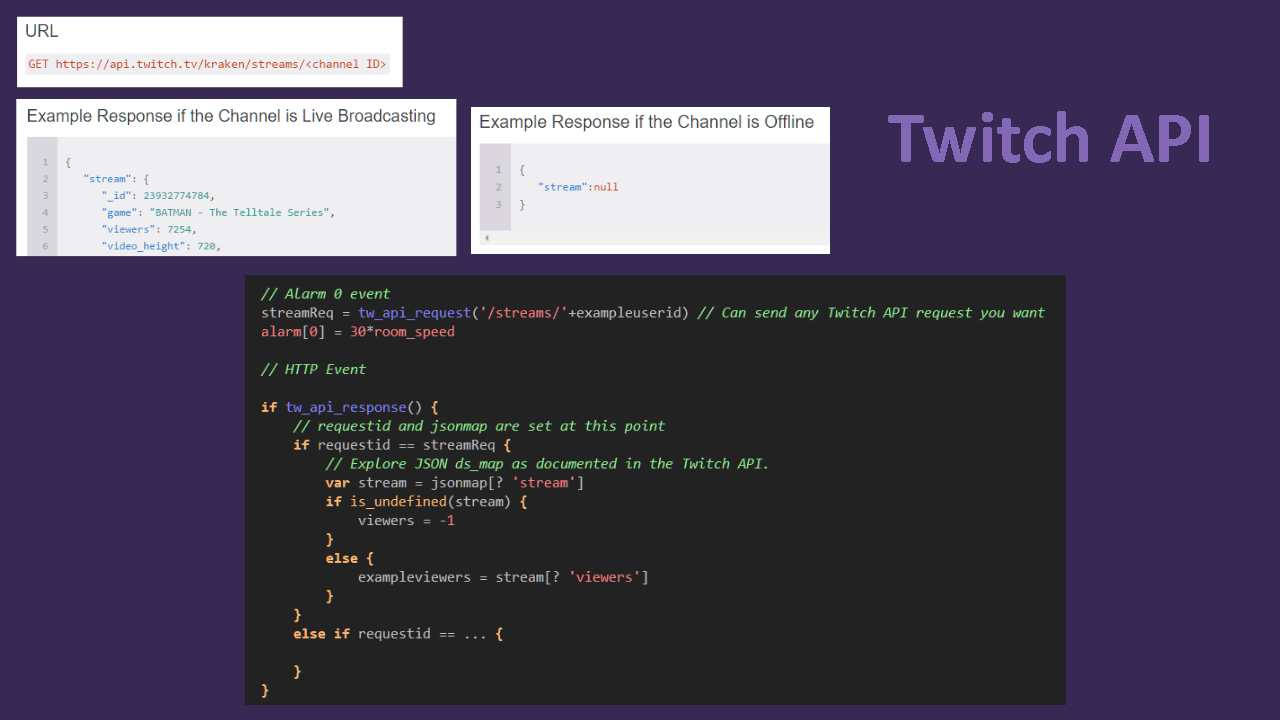 URL
GET https://api.twitch.tv/kraken/streams/<channel ID>
Example Response if the Channel is Live Broadcasting
1 {
2 "stream": {
3 "_id": 23932774784,
4 "game": "BATMAN - The Telltale Series",
5 "viewers": 7254,
6 "video_height": 720,
Example Response if the Channel is Offline
1 {
2 "stream":null
3 }
Twitch API
// Alarm 0 event
streamReq = tw_api_request('/streams/'+exampleuserid) // Can send any Twitch API request you want
alarm[0] = 30*room_speed
// HTTP Event
if tw_api_response() {
// requestid and jsonmap are set at this point
if requestid == streamReq {
// Explore JSON ds_map as documented in the Twitch API.
var stream = jsonmap[? 'stream']
if is_undefined(stream) {
viewers = -1
}
else {
exampleviewers = stream[? 'viewers']
}
}
else if requestid == ... {
}
}